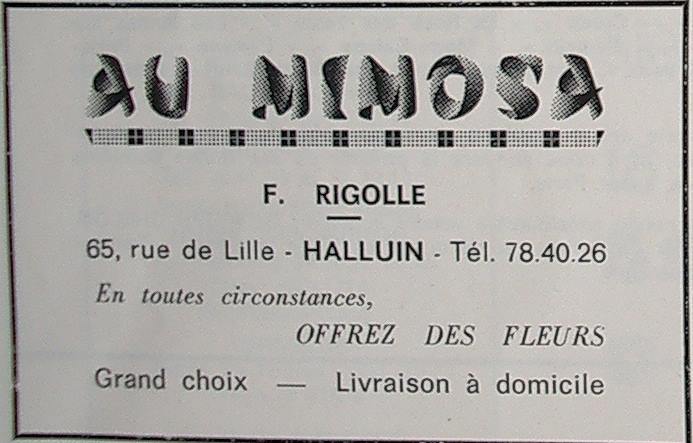 AU MIMOSA
F. RIGOLLE
65, rue de Lille - HALLUIN - Tél. 78.40.26
En toutes circonstances,
OFFREZ DES FLEURS
Grand choix — Livraison à domicile